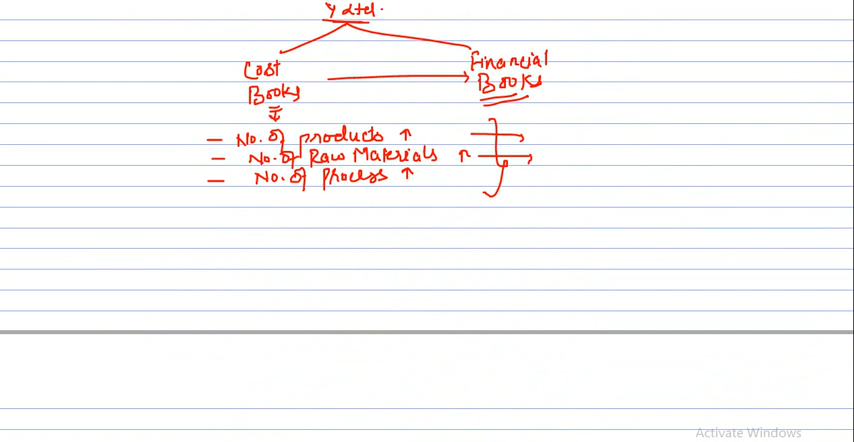 Y Ltd.
Cost
Books
Financial
Books
– No. of products ↑
– No. of Raw Materials ↑
– No. of process ↑
Activate Windows